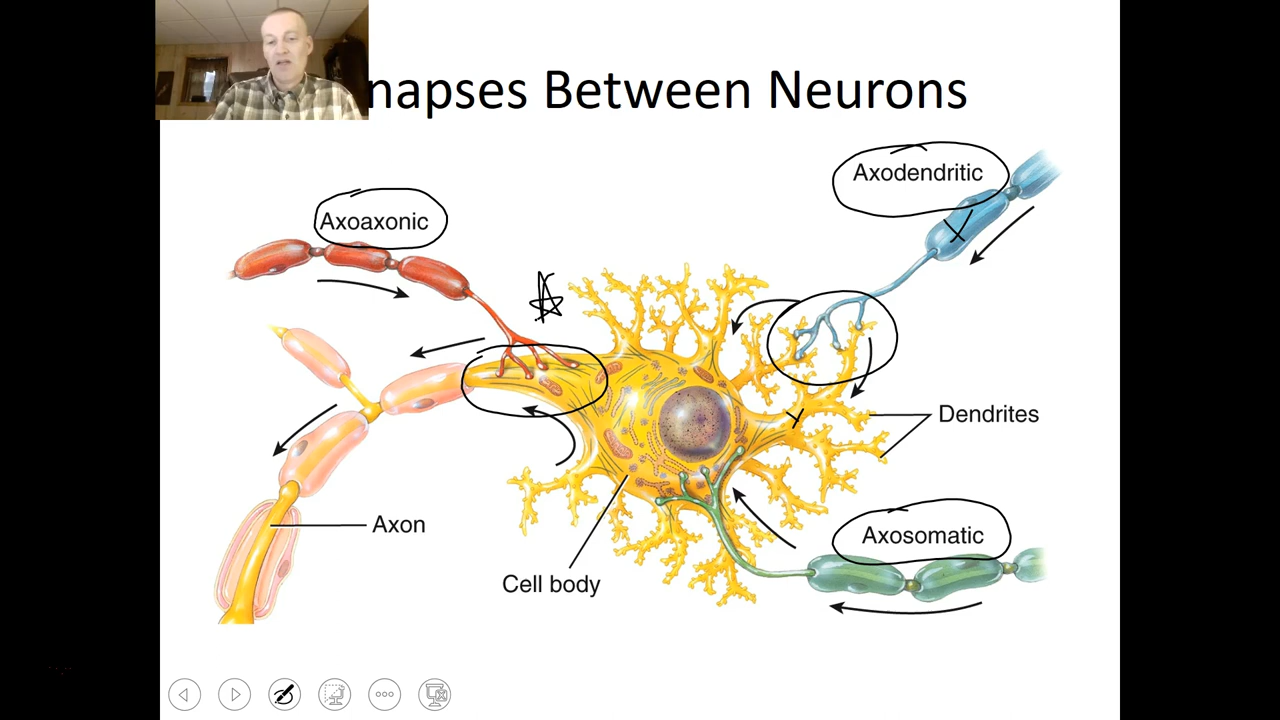 napses Between Neurons
Axodendritic
Axoaxonic
Dendrites
Axon
Axosomatic
Cell body